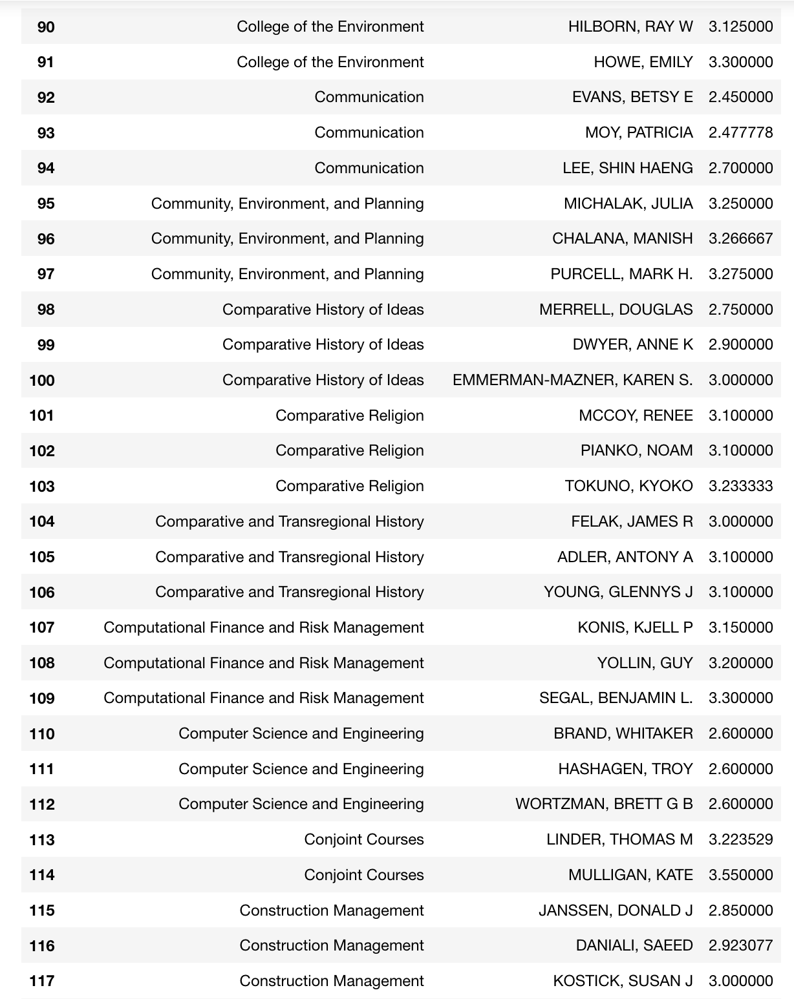 90 College of the Environment HILBORN, RAY W 3.125000
91 College of the Environment HOWE, EMILY 3.300000
92 Communication EVANS, BETSY E 2.450000
93 Communication MOY, PATRICIA 2.477778
94 Communication LEE, SHIN HAENG 2.700000
95 Community, Environment, and Planning MICHALAK, JULIA 3.250000
96 Community, Environment, and Planning CHALANA, MANISH 3.266667
97 Community, Environment, and Planning PURCELL, MARK H. 3.275000
98 Comparative History of Ideas MERRELL, DOUGLAS 2.750000
99 Comparative History of Ideas DWYER, ANNE K 2.900000
100 Comparative History of Ideas EMMERMAN-MAZNER, KAREN S. 3.000000
101 Comparative Religion MCCOY, RENEE 3.100000
102 Comparative Religion PIANKO, NOAM 3.100000
103 Comparative Religion TOKUNO, KYOKO 3.233333
104 Comparative and Transregional History FELAK, JAMES R 3.000000
105 Comparative and Transregional History ADLER, ANTONY A 3.100000
106 Comparative and Transregional History YOUNG, GLENNYS J 3.100000
107 Computational Finance and Risk Management KONIS, KJELL P 3.150000
108 Computational Finance and Risk Management YOLLIN, GUY 3.200000
109 Computational Finance and Risk Management SEGAL, BENJAMIN L. 3.300000
110 Computer Science and Engineering BRAND, WHITAKER 2.600000
111 Computer Science and Engineering HASHAGEN, TROY 2.600000
112 Computer Science and Engineering WORTZMAN, BRETT G B 2.600000
113 Conjoint Courses LINDER, THOMAS M 3.223529
114 Conjoint Courses MULLIGAN, KATE 3.550000
115 Construction Management JANSSEN, DONALD J 2.850000
116 Construction Management DANIALI, SAEED 2.923077
117 Construction Management KOSTICK, SUSAN J 3.000000